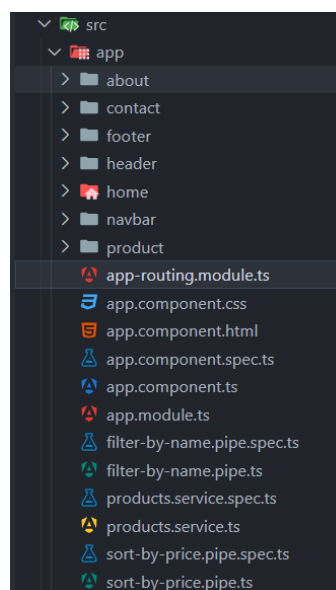 src
app
about
contact
footer
header
home
navbar
product
app-routing.module.ts
app.component.css
app.component.html
app.component.spec.ts
app.component.ts
app.module.ts
filter-by-name.pipe.spec.ts
filter-by-name.pipe.ts
products.service.spec.ts
products.service.ts
sort-by-price.pipe.spec.ts
sort-by-price.pipe.ts